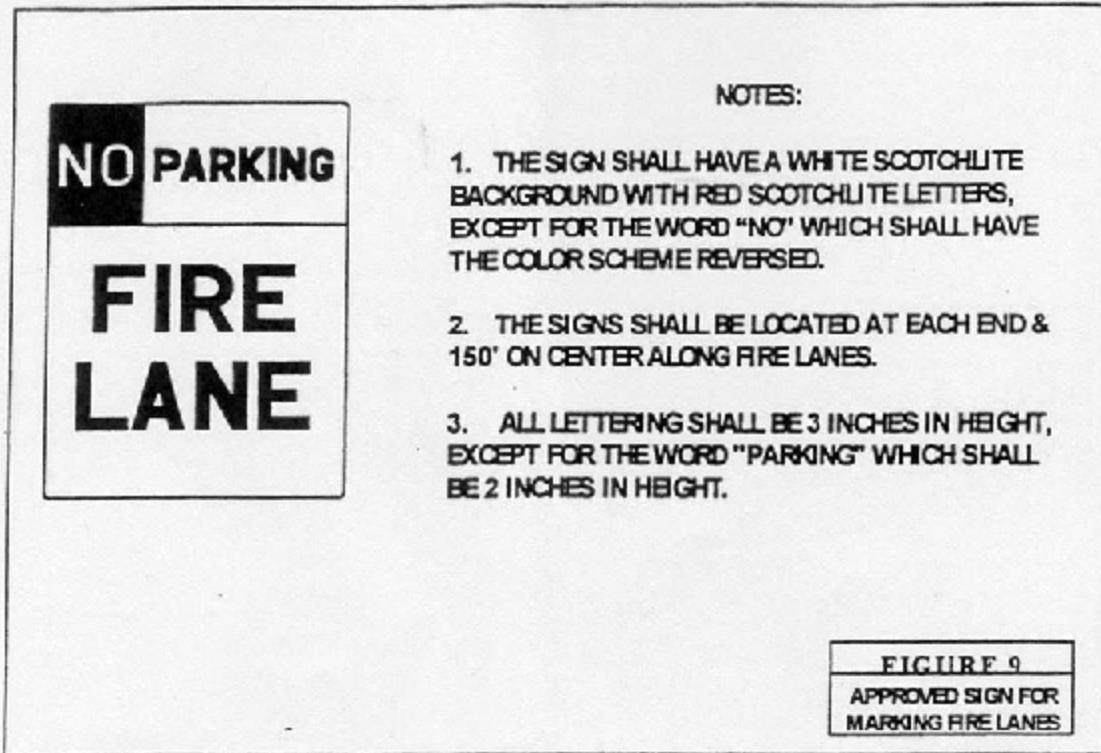 NO PARKING
FIRE
LANE
NOTES:
1. THE SIGN SHALL HAVE A WHITE SCOTCHLITE
BACKGROUND WITH RED SCOTCHLITE LETTERS,
EXCEPT FOR THE WORD "NO" WHICH SHALL HAVE
THE COLOR SCHEME REVERSED.
2. THE SIGNS SHALL BE LOCATED AT EACH END &
150' ON CENTER ALONG FIRE LANES.
3. ALL LETTERING SHALL BE 3 INCHES IN HEIGHT,
EXCEPT FOR THE WORD "PARKING" WHICH SHALL
BE 2 INCHES IN HEIGHT.
FIGURE 9
APPROVED SIGN FOR
MARKING FIRE LANES